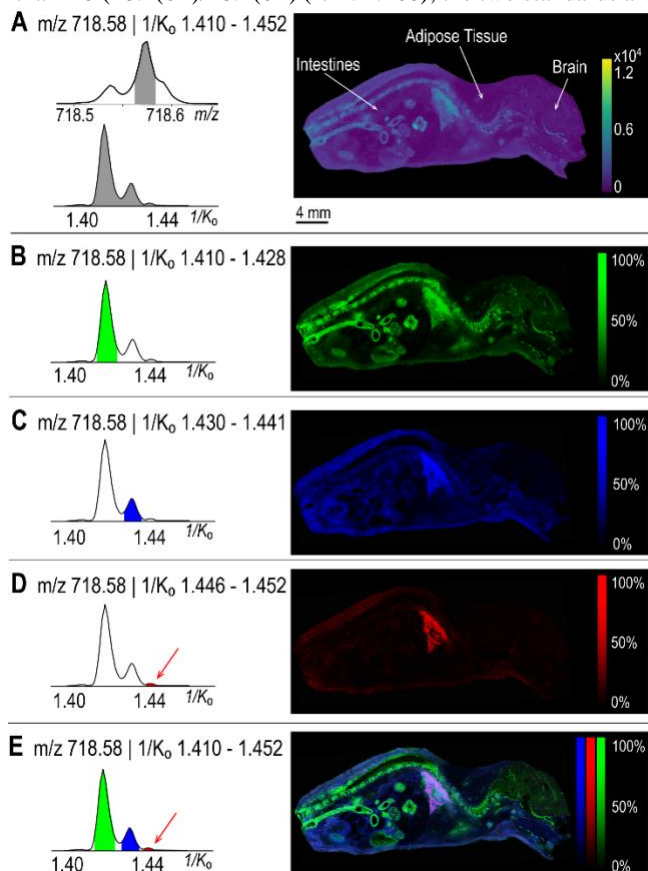 A m/z 718.58 | 1/K₀ 1.410 - 1.452
718.5 718.6 m/z
1.40 1.44 1/K₀
Intestines
Adipose Tissue
Brain
x10⁴
1.2
0.6
0
4 mm
B m/z 718.58 | 1/K₀ 1.410 - 1.428
1.40 1.44 1/K₀
100%
50%
0%
C m/z 718.58 | 1/K₀ 1.430 - 1.441
1.40 1.44 1/K₀
100%
50%
0%
D m/z 718.58 | 1/K₀ 1.446 - 1.452
1.40 1.44 1/K₀
100%
50%
0%
E m/z 718.58 | 1/K₀ 1.410 - 1.452
1.40 1.44 1/K₀
100%
50%
0%